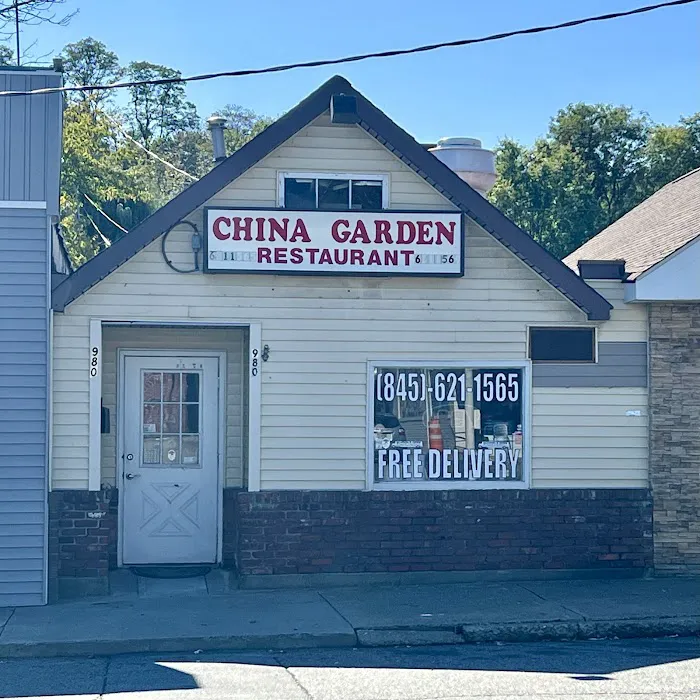 CHINA GARDEN
RESTAURANT
980
980
(845)-621-1565
FREE DELIVERY